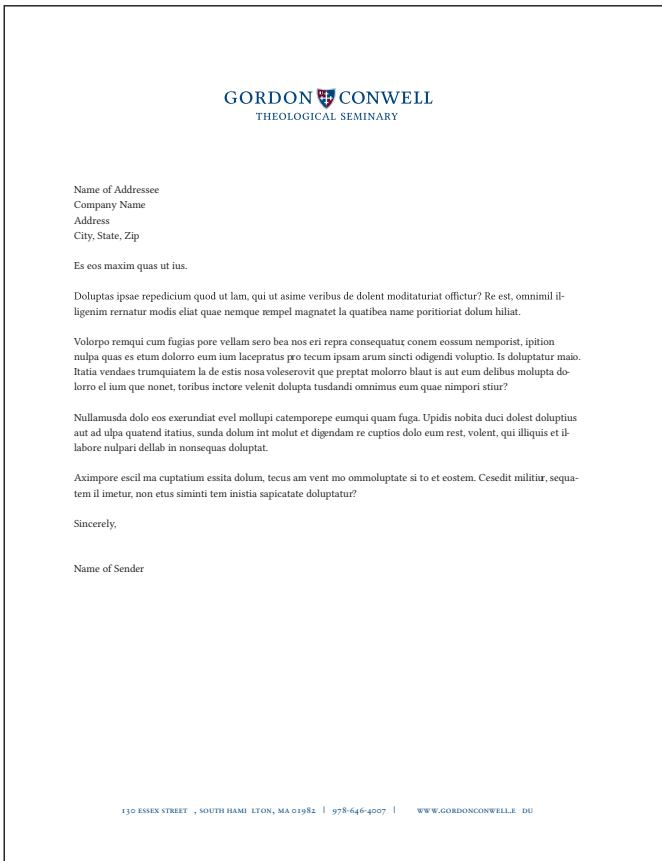 GORDON CONWELL
THEOLOGICAL SEMINARY
Name of Addressee
Company Name
Address
City, State, Zip
Es eos maxim quas ut ius.
Doluptas ipsae repedicium quod ut lam, qui ut asime veribus de dolent moditaturiat offictur? Re est, omnimil il-
ligenim rernatur modis eliat quae nemque rempel magnatet la quatibea name poritioriat dolum hiliat.
Volorpo remqui cum fugias pore vellam sero bea nos eri repra consequatur, conem eossum nemporist, ipition
nulpa quas es etum dolorro eum ium lacepratus pro tecum ipsam arum sincti odigendi voluptio. Is doluptatur maio.
Itatia vendaes trumquiatem la de estis nosa voleserovit que preptat molorro blaut is aut eum delibus molupta do-
lorro el ium que nonet, toribus inctore velenit dolupta tusdandi omnimus eum quae nimpori stiur?
Nullamusda dolo eos exerundiat evel mollupi catemporepe eumqui quam fuga. Upidis nobita duci dolest doluptius
aut ad ulpa quatend itatius, sunda dolum int molut et digendam re cuptios dolo eum rest, volent, qui illiquis et il-
labore nulpari dellab in nonsequas doluptat.
Aximpore escil ma cuptatium essita dolum, tecus am vent mo ommoluptate si to et eostem. Cesedit militiur, sequa-
tem il imetur, non etus siminti tem inistia sapicatate doluptatur?
Sincerely,
Name of Sender
130 ESSEX STREET , SOUTH HAMI LTON, MA 01982 | 978-646-4007 | WWW.GORDONCONWELL.E DU